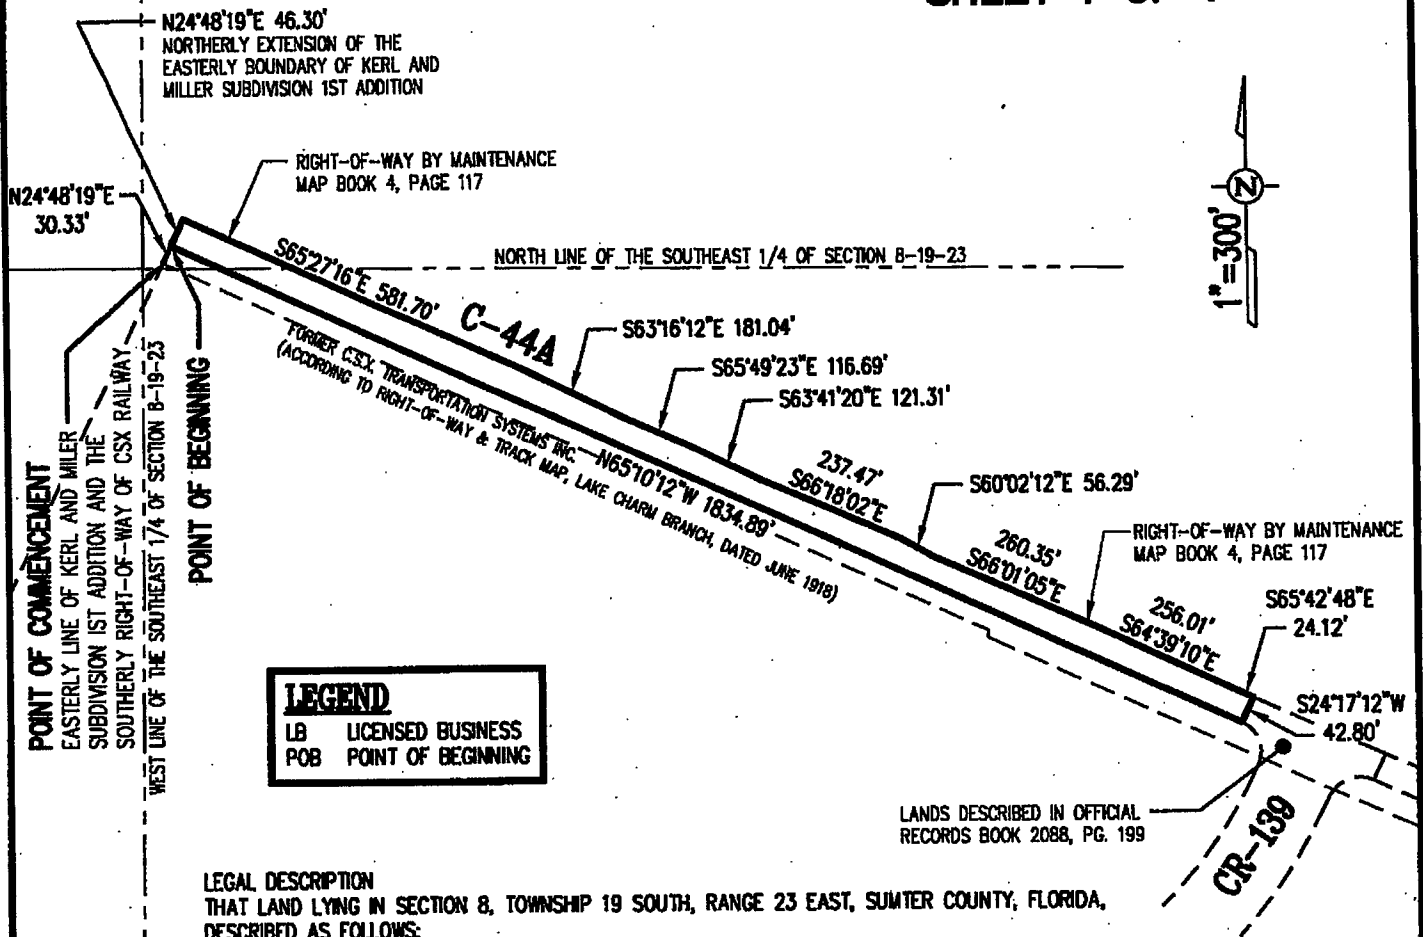 N24°48'19"E 46.30'
NORTHERLY EXTENSION OF THE
EASTERLY BOUNDARY OF KERL AND
MILLER SUBDIVISION 1ST ADDITION
RIGHT-OF-WAY BY MAINTENANCE
MAP BOOK 4, PAGE 117
N24°48'19"E
30.33'
N
1"=300'
NORTH LINE OF THE SOUTHEAST 1/4 OF SECTION 8-19-23
S65°27'16"E 581.70'
C-44A
S63°16'12"E 181.04'
S65°49'23"E 116.69'
S63°41'20"E 121.31'
FORMER C.S.X. TRANSPORTATION SYSTEMS INC.
(ACCORDING TO RIGHT-OF-WAY & TRACK MAP, LAKE CHARM BRANCH, DATED JUNE 1918)
N65°10'12"W 1834.89'
237.47'
S66°18'02"E
S60°02'12"E 56.29'
260.35'
S66°01'05"E
RIGHT-OF-WAY BY MAINTENANCE
MAP BOOK 4, PAGE 117
256.01'
S64°39'10"E
S65°42'48"E
24.12'
S24°17'12"W
42.80'
POINT OF COMMENCEMENT
EASTERLY LINE OF KERL AND MILER
SUBDIVISION IST ADDITION AND THE
SOUTHERLY RIGHT-OF-WAY OF CSX RAILWAY
WEST LINE OF THE SOUTHEAST 1/4 OF SECTION 8-19-23
POINT OF BEGINNING
LEGEND
LB LICENSED BUSINESS
POB POINT OF BEGINNING
LANDS DESCRIBED IN OFFICIAL
RECORDS BOOK 2088, PG. 199
CR-139
LEGAL DESCRIPTION
THAT LAND LYING IN SECTION 8, TOWNSHIP 19 SOUTH, RANGE 23 EAST, SUMTER COUNTY, FLORIDA,
DESCRIBED AS FOLLOWS: